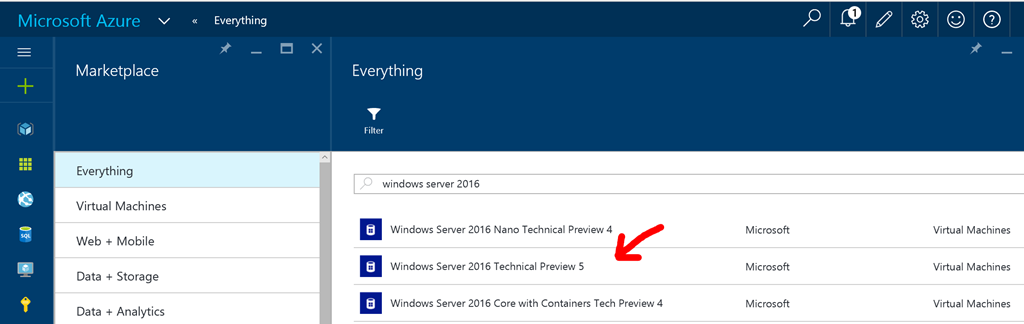 Microsoft Azure « Everything 1 ?
Marketplace
Everything
Virtual Machines
Web + Mobile
Data + Storage
Data + Analytics
Everything
Filter
windows server 2016
Windows Server 2016 Nano Technical Preview 4 Microsoft Virtual Machines
Windows Server 2016 Technical Preview 5 Microsoft Virtual Machines
Windows Server 2016 Core with Containers Tech Preview 4 Microsoft Virtual Machines
SQL